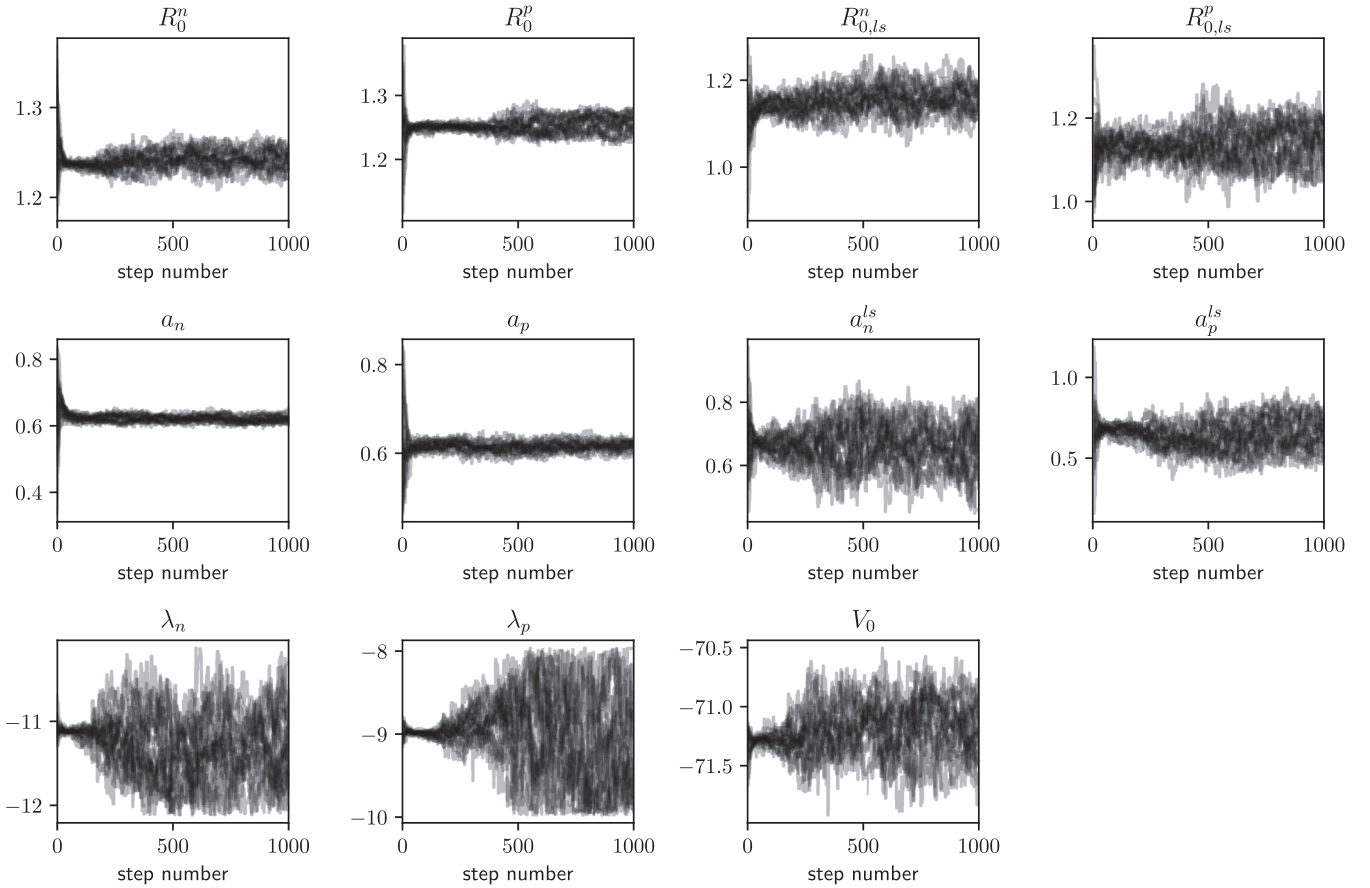 R_0^n R_0^p R_{0,ls}^n R_{0,ls}^p
1.3
1.2
0 500 1000
step number
1.3
1.2
0 500 1000
step number
1.2
1.0
0 500 1000
step number
1.2
1.0
0 500 1000
step number
a_n a_p a_n^{ls} a_p^{ls}
0.8
0.6
0.4
0 500 1000
step number
0.8
0.6
0 500 1000
step number
0.8
0.6
0 500 1000
step number
1.0
0.5
0 500 1000
step number
λ_n λ_p V_0
−11
−12
0 500 1000
step number
−8
−9
−10
0 500 1000
step number
−70.5
−71.0
−71.5
0 500 1000
step number